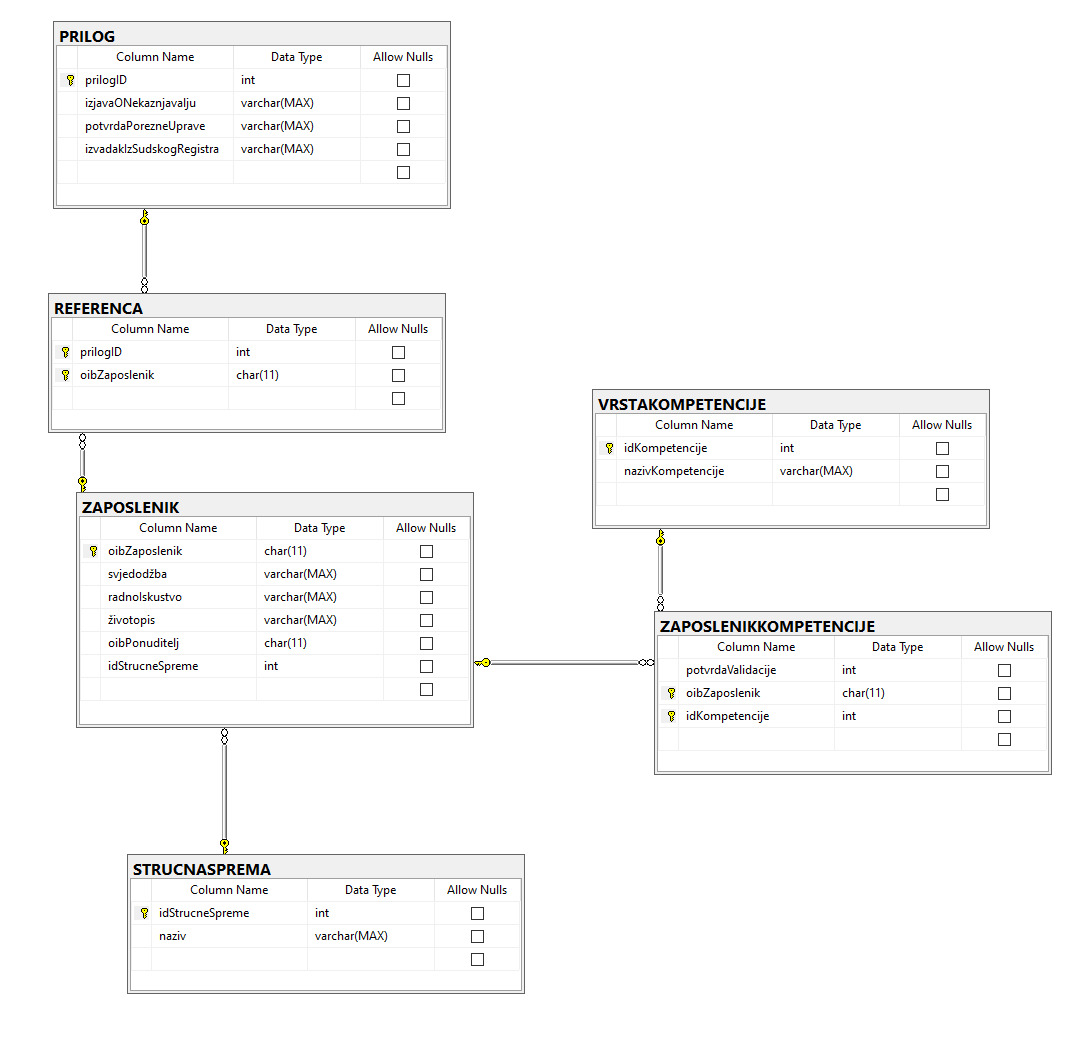 PRILOG
Column Name Data Type Allow Nulls
prilogID int
izjavaONekaznjavalju varchar(MAX)
potvrdaPorezneUprave varchar(MAX)
izvadakIzSudskogRegistra varchar(MAX)
REFERENCA
Column Name Data Type Allow Nulls
prilogID int
oibZaposlenik char(11)
VRSTAKOMPETENCIJE
Column Name Data Type Allow Nulls
idKompetencije int
nazivKompetencije varchar(MAX)
ZAPOSLENIK
Column Name Data Type Allow Nulls
oibZaposlenik char(11)
svjedodžba varchar(MAX)
radnoIskustvo varchar(MAX)
životopis varchar(MAX)
oibPonuditelj char(11)
idStrucneSpreme int
ZAPOSLENIKKOMPETENCIJE
Column Name Data Type Allow Nulls
potvrdaValidacije int
oibZaposlenik char(11)
idKompetencije int
STRUCNASPREMA
Column Name Data Type Allow Nulls
idStrucneSpreme int
naziv varchar(MAX)